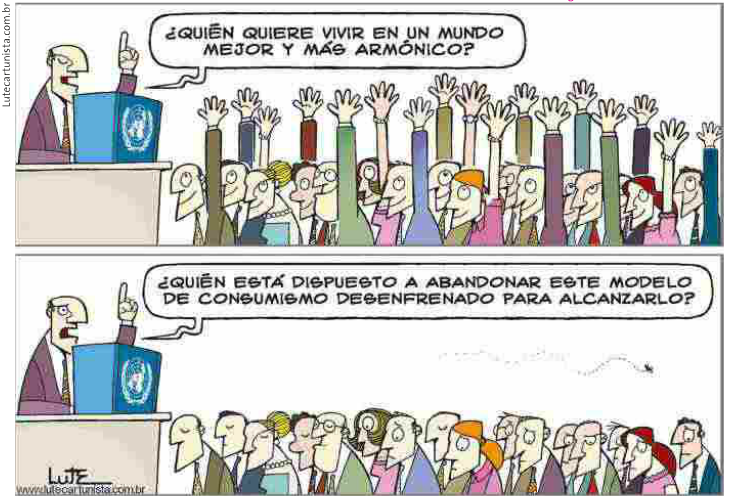 Lutecartunista.com.br
¿QUIÉN QUIERE VIVIR EN UN MUNDO
MEJOR Y MÁS ARMÓNICO?
¿QUIÉN ESTÁ DISPUESTO A ABANDONAR ESTE MODELO
DE CONSUMISMO DESENFRENADO PARA ALCANZARLO?
LUTE
www.lutecartunista.com.br